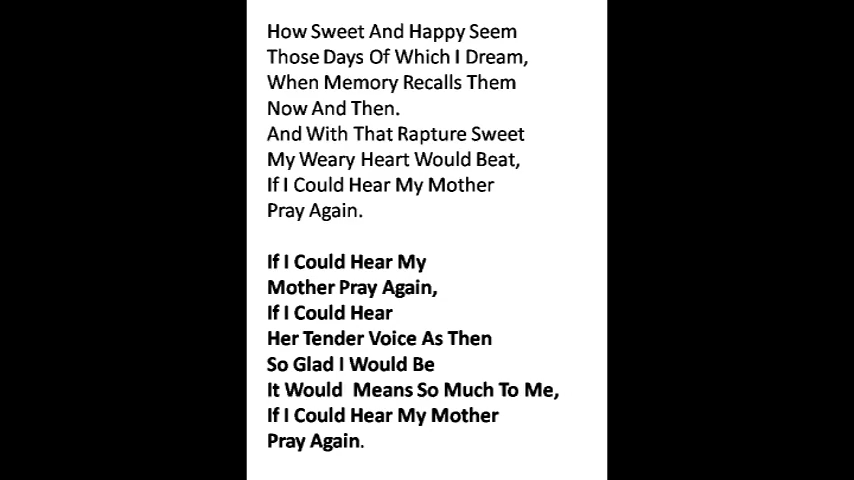 How Sweet And Happy Seem
Those Days Of Which I Dream,
When Memory Recalls Them
Now And Then.
And With That Rapture Sweet
My Weary Heart Would Beat,
If I Could Hear My Mother
Pray Again.
If I Could Hear My
Mother Pray Again,
If I Could Hear
Her Tender Voice As Then
So Glad I Would Be
It Would  Means So Much To Me,
If I Could Hear My Mother
Pray Again.